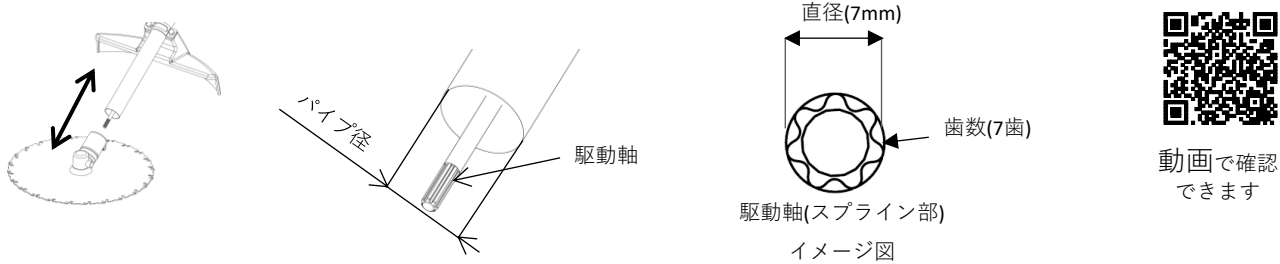 パイプ径
駆動軸
直径(7mm)
歯数(7歯)
駆動軸(スプライン部)
イメージ図
動画で確認
できます